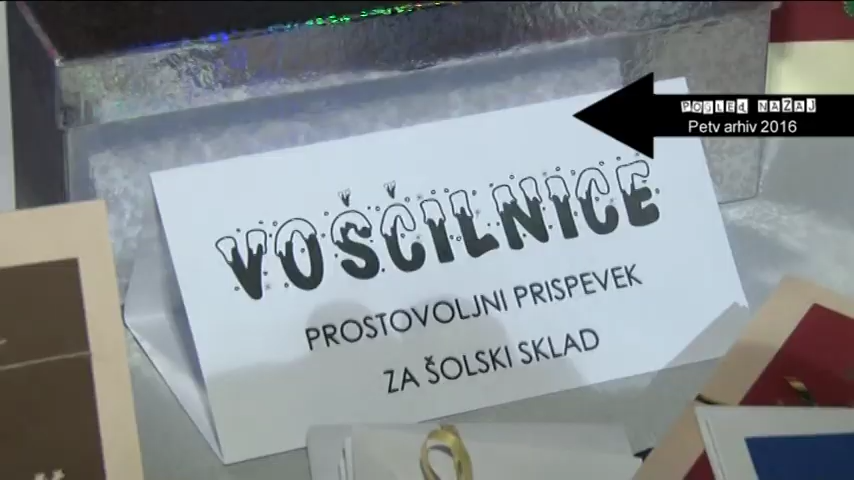 POGLED NAZAJ
Petv arhiv 2016
VOŠČILNICE
PROSTOVOLJNI PRISPEVEK
ZA ŠOLSKI SKLAD